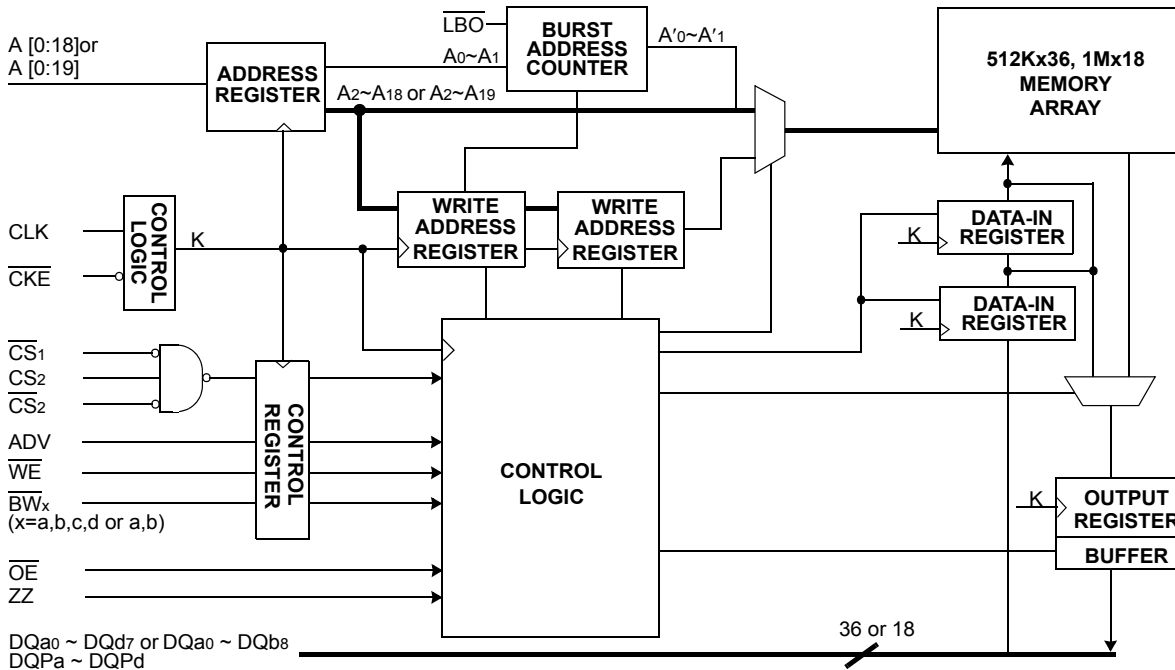 A [0:18]or
A [0:19]
ADDRESS
REGISTER
LBO
A0~A1
BURST
ADDRESS
COUNTER
A′0~A′1
A2~A18 or A2~A19
512Kx36, 1Mx18
MEMORY
ARRAY
WRITE
ADDRESS
REGISTER
WRITE
ADDRESS
REGISTER
DATA-IN
REGISTER
K
DATA-IN
REGISTER
K
CLK
CKE
CONTROL
LOGIC
K
CS1
CS2
CS2
ADV
WE
BWx
(x=a,b,c,d or a,b)
CONTROL
REGISTER
CONTROL
LOGIC
K
OUTPUT
REGISTER
BUFFER
OE
ZZ
DQa0 ~ DQd7 or DQa0 ~ DQb8
DQPa ~ DQPd
36 or 18